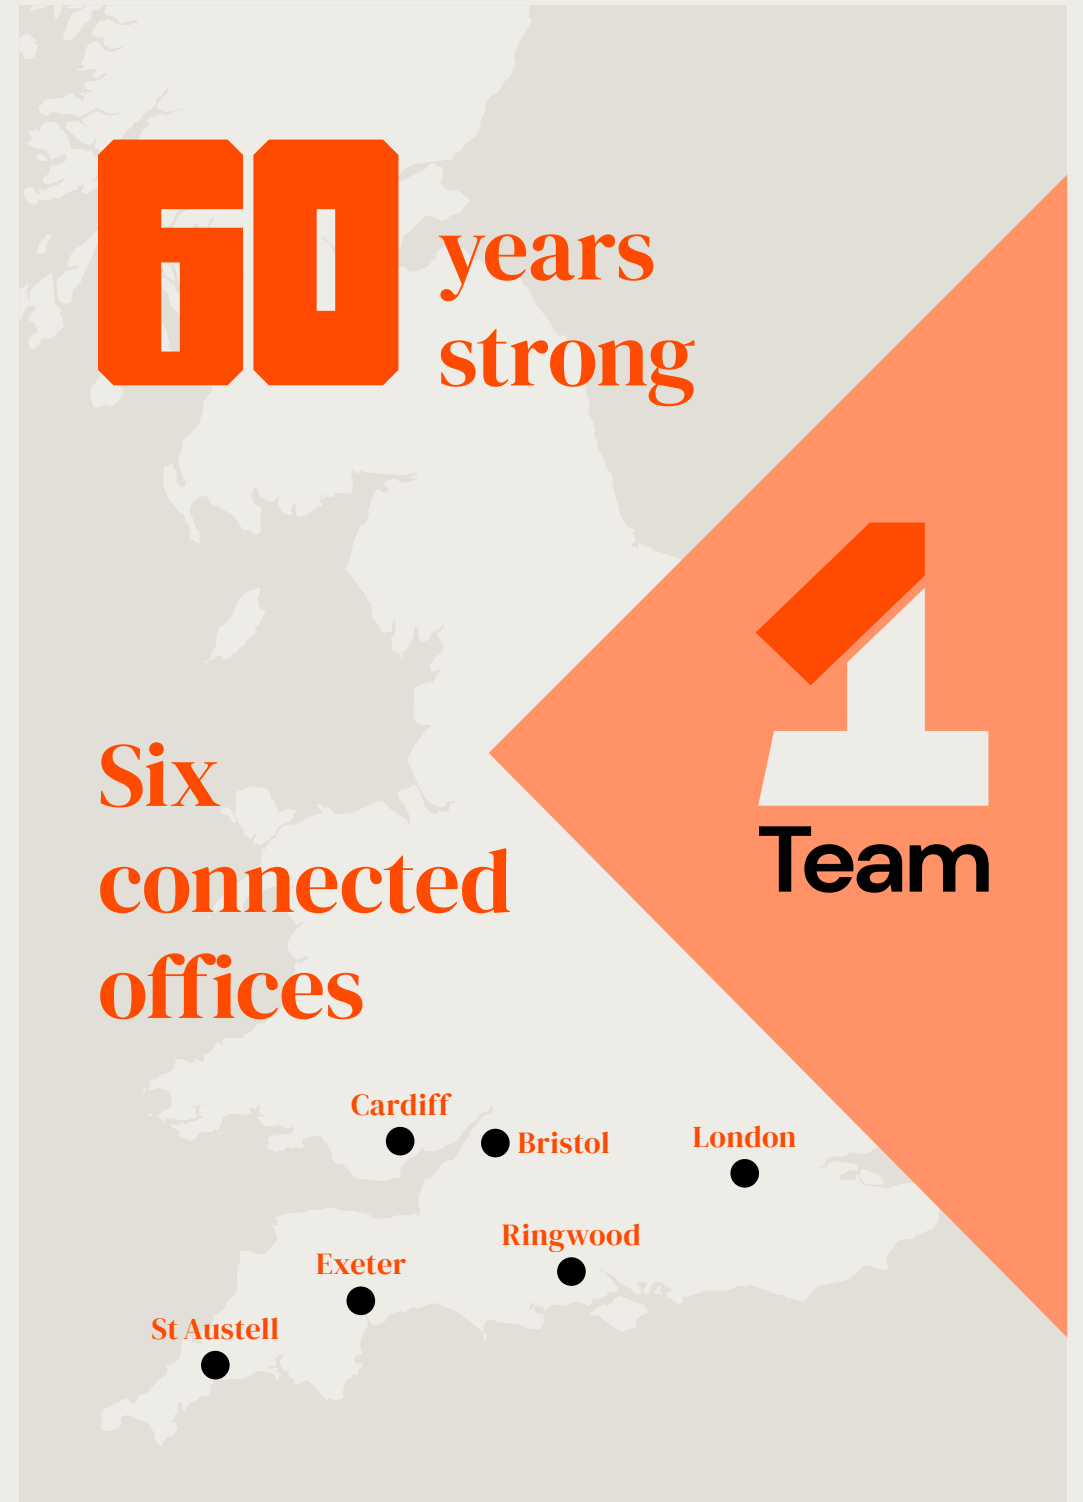 60 years
strong
Six
connected
offices
1
Team
Cardiff
Bristol
London
Ringwood
Exeter
St Austell